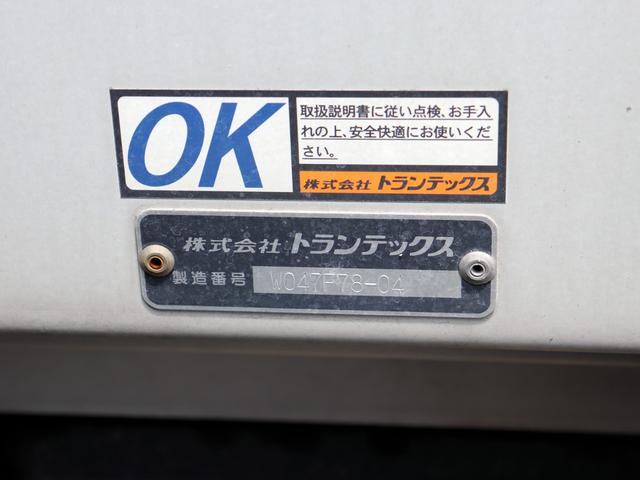 OK
取扱説明書に従い点検、お手入
れの上、安全快適にお使いくだ
さい。
株式会社 トランテックス
株式会社 トランテックス
製造番号 W047F78-04